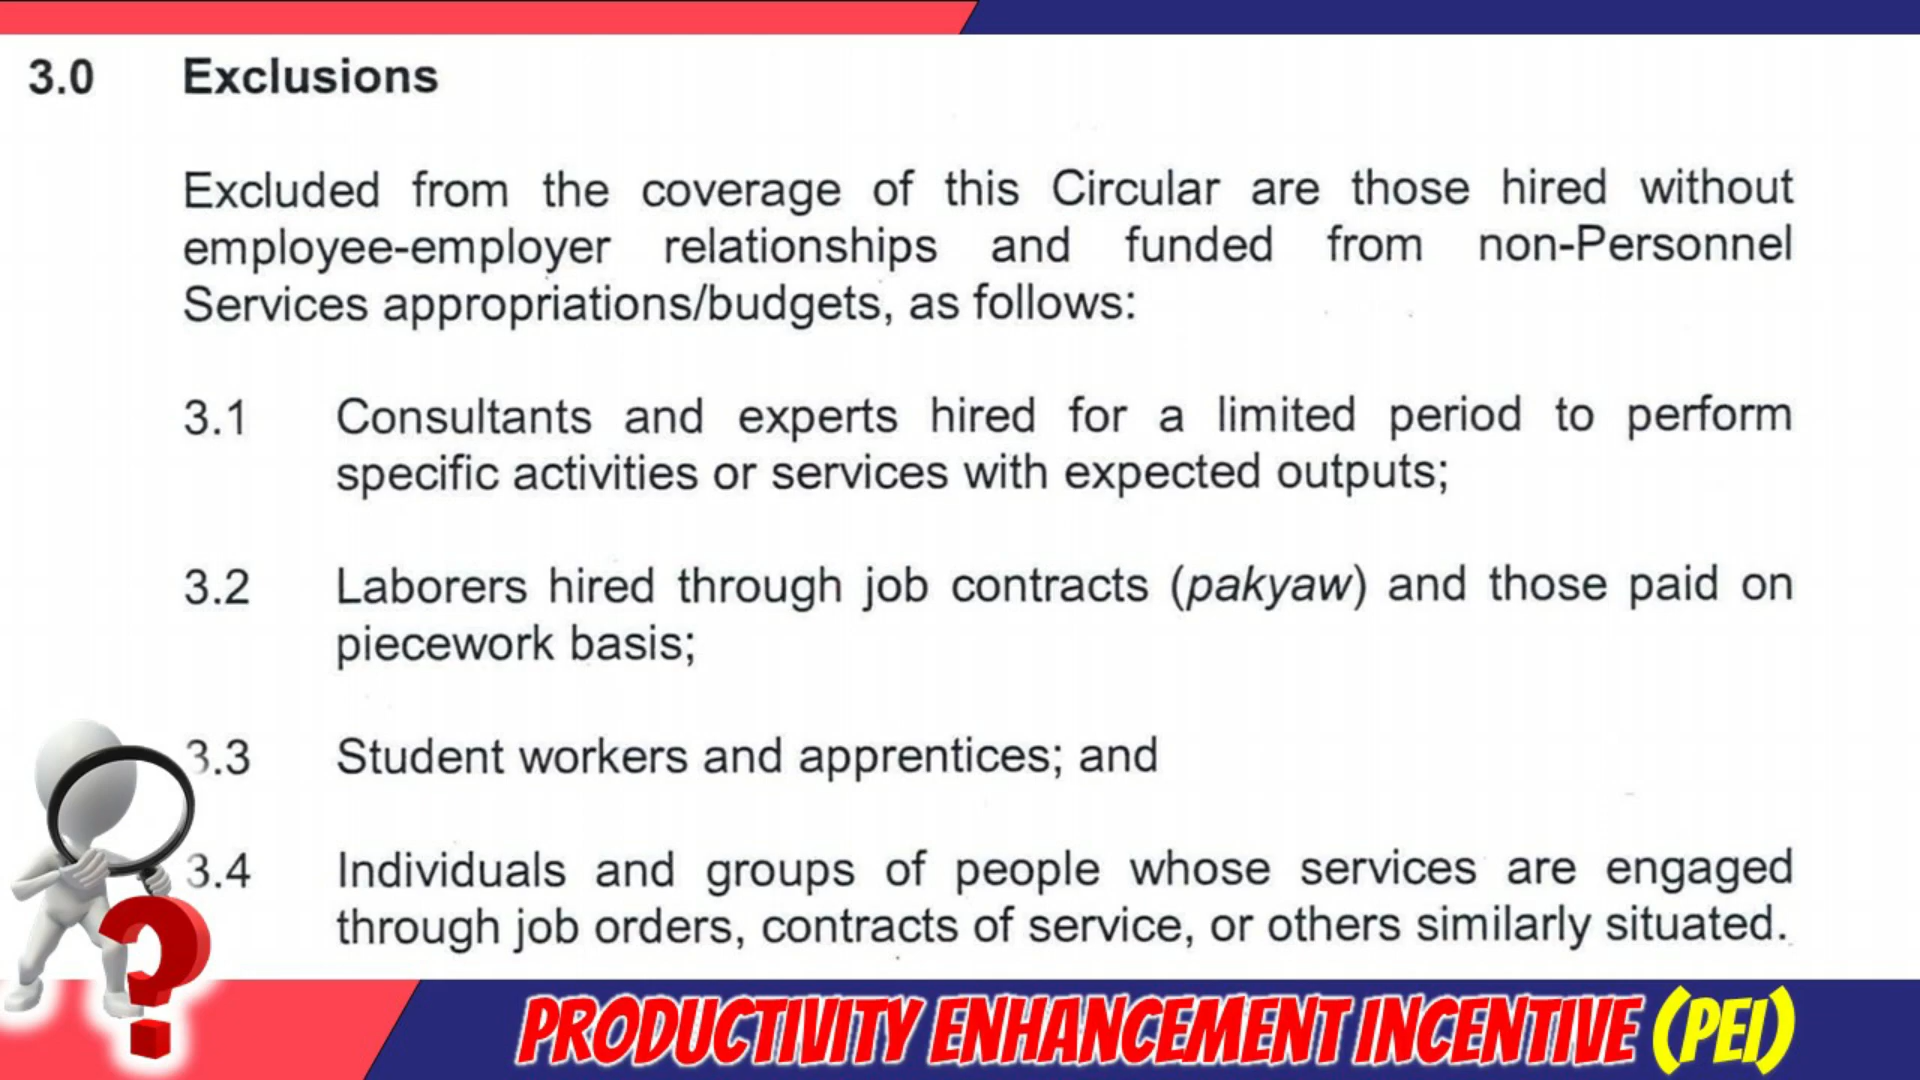 3.0 Exclusions
Excluded from the coverage of this Circular are those hired without
employee-employer relationships and funded from non-Personnel
Services appropriations/budgets, as follows:
3.1 Consultants and experts hired for a limited period to perform
specific activities or services with expected outputs;
3.2 Laborers hired through job contracts (pakyaw) and those paid on
piecework basis;
3.3 Student workers and apprentices; and
3.4 Individuals and groups of people whose services are engaged
through job orders, contracts of service, or others similarly situated.
PRODUCTIVITY ENHANCEMENT INCENTIVE (PEI)